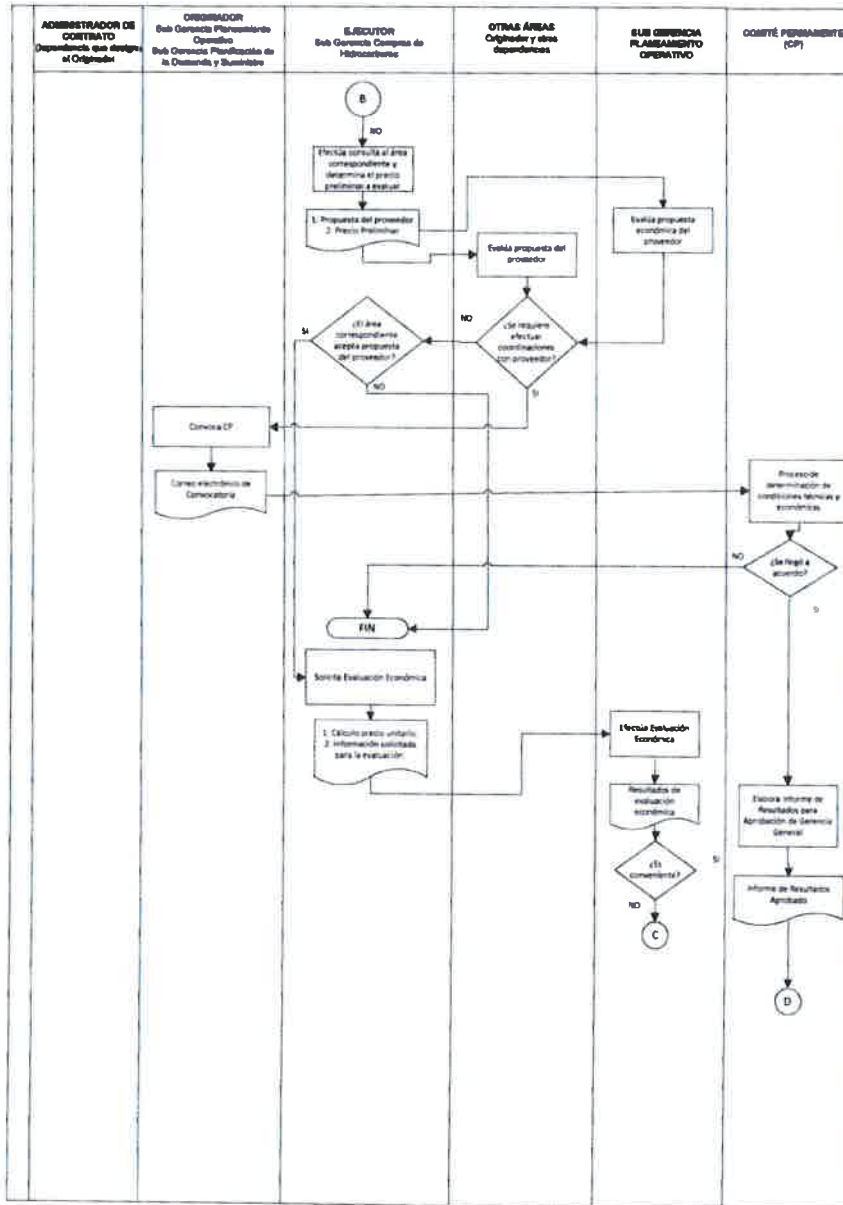 ADMINISTRADOR DE
CONTRATO
(Dependencia que designe
el Originador
ORIGINADOR
Sub Gerencia Planeamiento
Operativo
Sub Gerencia Planificación de
la Demanda y Suministro
EJECUTOR
Sub Gerencia Compras de
Hidrocarburos
OTRAS ÁREAS
Originador y otras
dependencias
SUB GERENCIA
PLANEAMIENTO
OPERATIVO
COMITÉ PERMANENTE
(CP)
B
NO
Efectúa consulta al área
correspondiente y
determina el precio
preliminar a evaluar
1. Propuesta del proveedor
2. Precio Preliminar
Evalúa propuesta del
proveedor
Evalúa propuesta
económica del
proveedor
SI
¿El área
correspondiente
acepta propuesta
del proveedor?
NO
NO
¿Se requiere
efectuar
coordinaciones
con proveedor?
SI
Convoca CP
Correo electrónico de
Convocatoria
Proceso de
determinación de
condiciones técnicas y
económicas
NO
¿Se llegó a
acuerdo?
SI
FIN
Solicita Evaluación Económica
1. Cálculo precio unitario
2. Información solicitada
para la evaluación
Efectúa Evaluación
Económica
Resultados de
evaluación
económica
¿Es
conveniente?
SI
NO
C
Elabora Informe de
Resultados para
Aprobación de Gerencia
General
Informe de Resultados
Aprobado
D